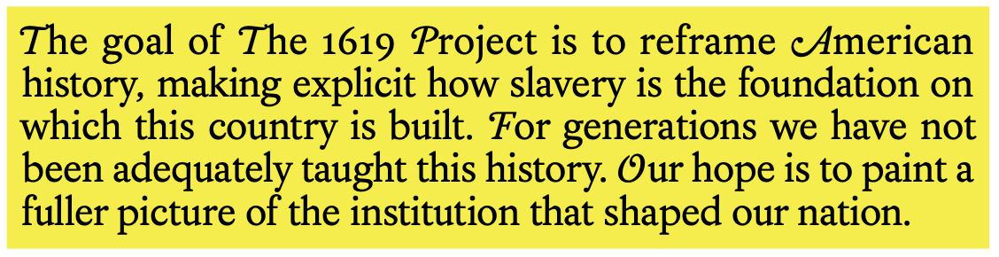 The goal of The 1619 Project is to reframe American
history, making explicit how slavery is the foundation on
which this country is built. For generations we have not
been adequately taught this history. Our hope is to paint a
fuller picture of the institution that shaped our nation.